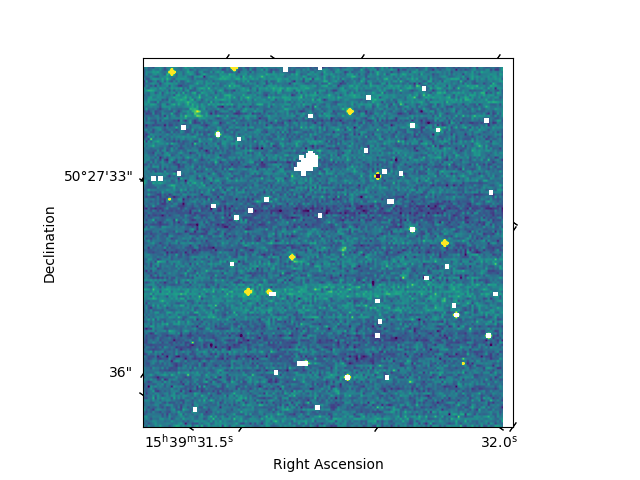 50°27'33"
Declination
36"
15ʰ39ᵐ31.5ˢ
32.0ˢ
Right Ascension